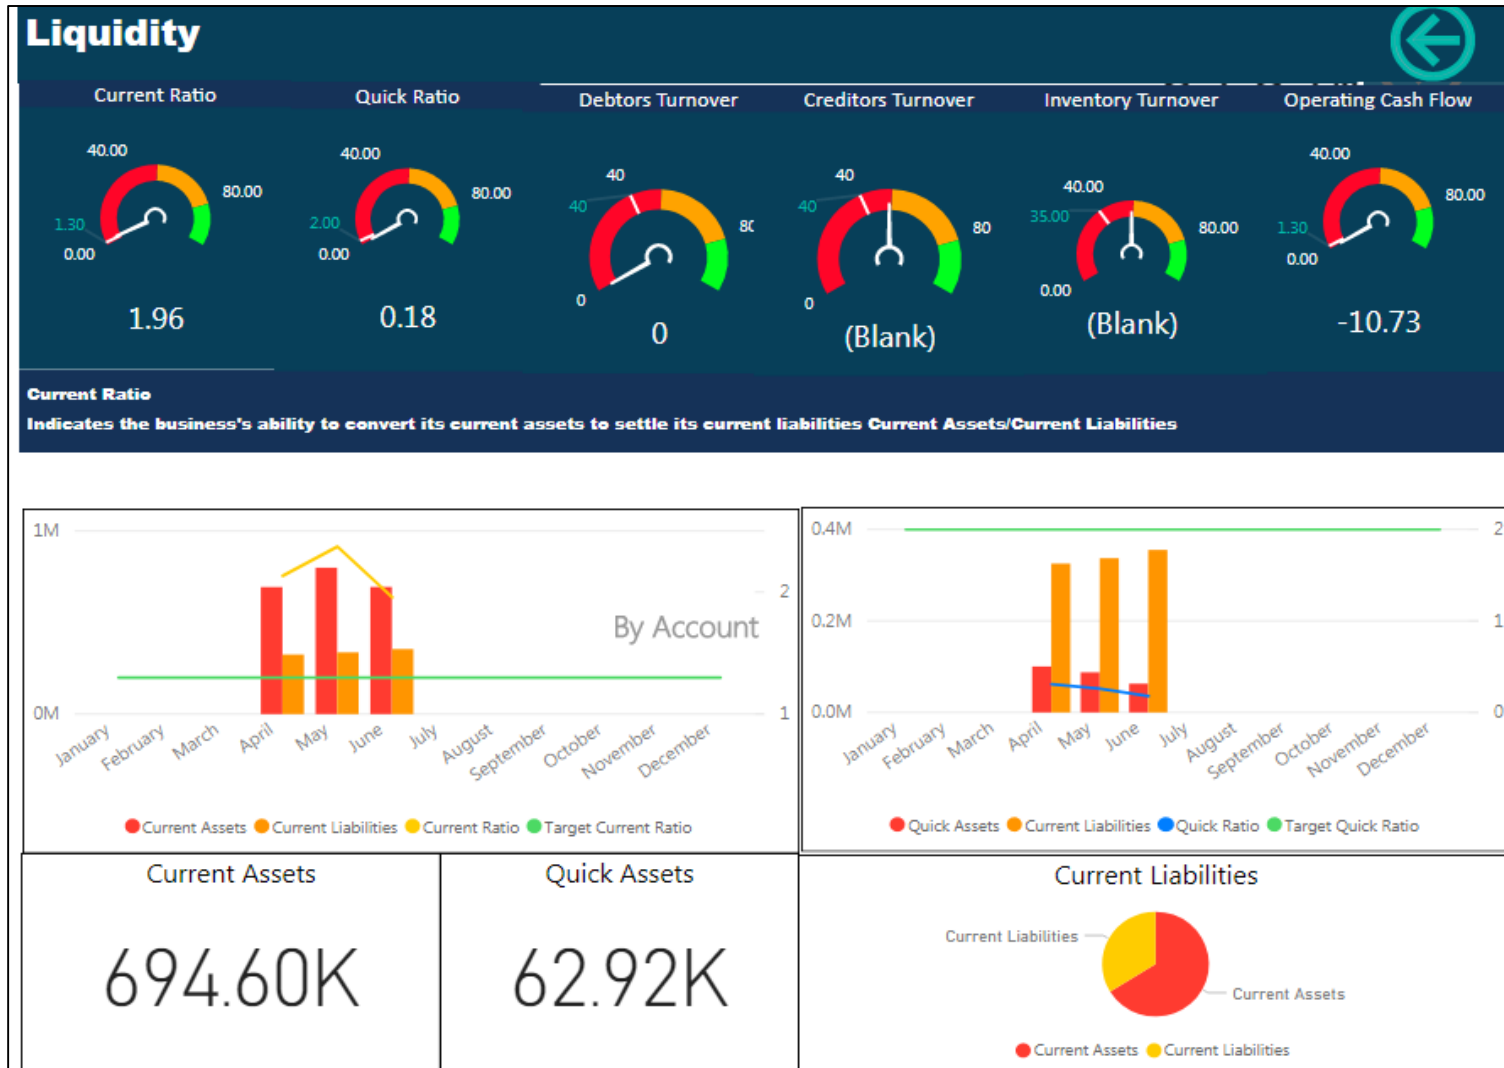 Liquidity
Current Ratio
40.00
80.00
1.30
0.00
1.96
Quick Ratio
40.00
80.00
2.00
0.00
0.18
Debtors Turnover
40
40
0
0
Creditors Turnover
40
40
80
0
(Blank)
Inventory Turnover
40.00
35.00
80.00
0.00
(Blank)
Operating Cash Flow
40.00
80.00
1.30
0.00
-10.73
Current Ratio
Indicates the business's ability to convert its current assets to settle its current liabilities Current Assets/Current Liabilities
1M
2
By Account
0M
1
January February March April May June July August September October November December
Current Assets Current Liabilities Current Ratio Target Current Ratio
0.4M
2
0.2M
1
0.0M
0
January February March April May June July August September October November December
Quick Assets Current Liabilities Quick Ratio Target Quick Ratio
Current Assets
694.60K
Quick Assets
62.92K
Current Liabilities
Current Liabilities
Current Assets
Current Assets Current Liabilities